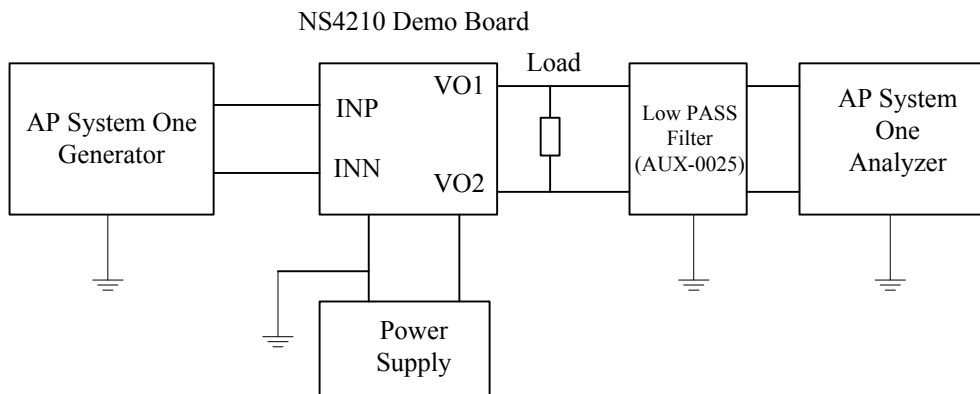 NS4210 Demo Board
AP System One
Generator
INP
INN
VO1
VO2
Load
Low PASS
Filter
(AUX-0025)
AP System
One
Analyzer
Power
Supply